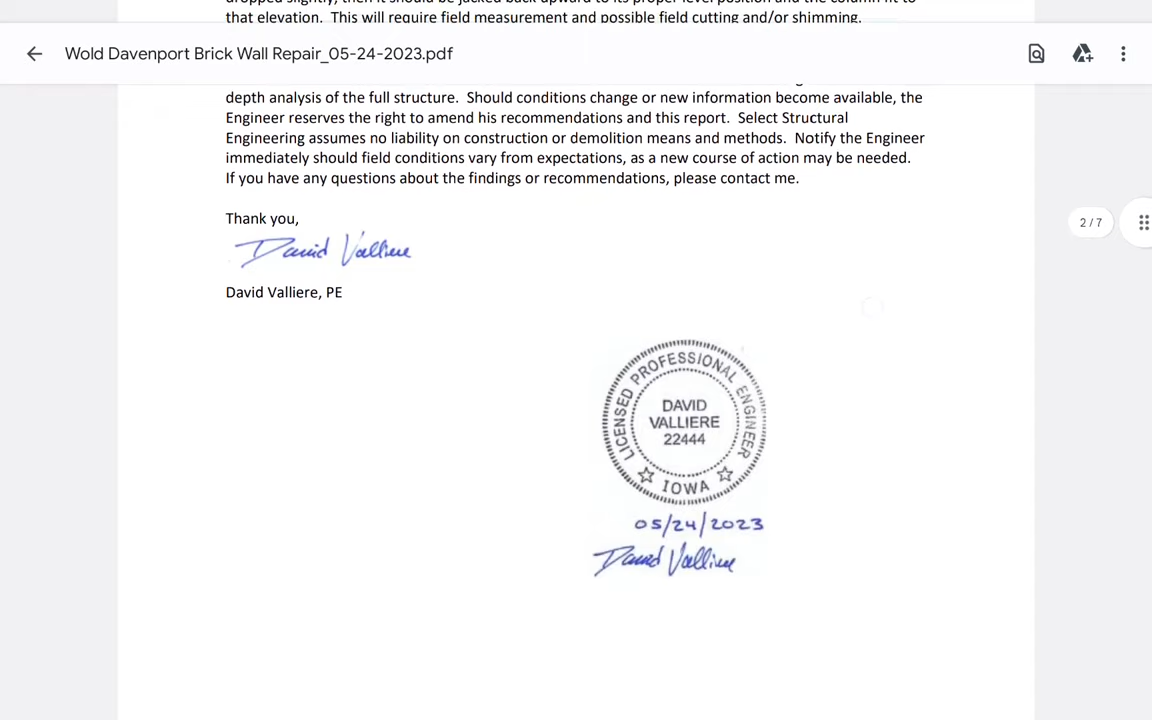 that elevation.  This will require field measurement and possible field cutting and/or shimming.
Wold Davenport Brick Wall Repair_05-24-2023.pdf
depth analysis of the full structure.  Should conditions change or new information become available, the
Engineer reserves the right to amend his recommendations and this report.  Select Structural
Engineering assumes no liability on construction or demolition means and methods.  Notify the Engineer
immediately should field conditions vary from expectations, as a new course of action may be needed.
If you have any questions about the findings or recommendations, please contact me.
2 / 7
Thank you,
David Valliere
David Valliere, PE
LICENSED PROFESSIONAL ENGINEER
DAVID
VALLIERE
22444
IOWA
05/24/2023
David Valliere